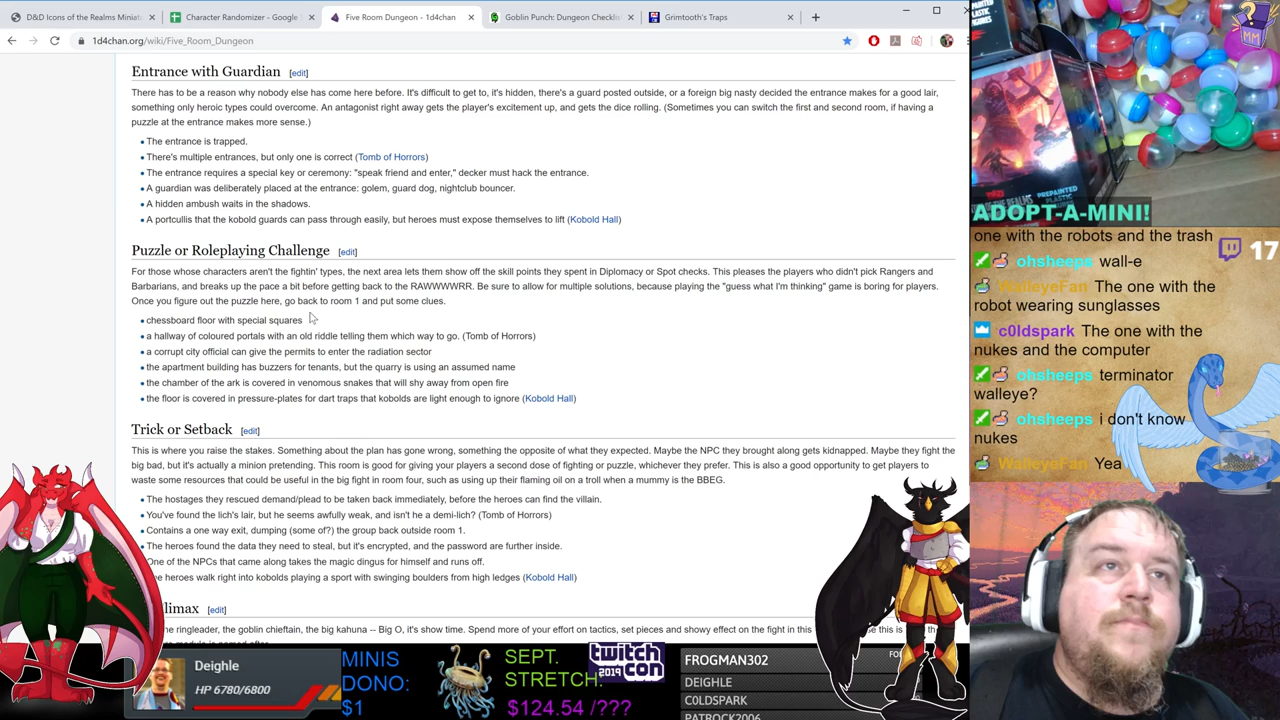 D&D Icons of the Realms Miniat
Character Randomizer - Google
Five Room Dungeon - 1d4chan
Goblin Punch: Dungeon Checklis
Grimtooth's Traps
1d4chan.org/wiki/Five_Room_Dungeon
Entrance with Guardian [edit]
There has to be a reason why nobody else has come here before. It's difficult to get to, it's hidden, there's a guard posted outside, or a foreign big nasty decided the entrance makes for a good lair,
something only heroic types could overcome. An antagonist right away gets the player's excitement up, and gets the dice rolling. (Sometimes you can switch the first and second room, if having a
puzzle at the entrance makes more sense.)
The entrance is trapped.
There's multiple entrances, but only one is correct (Tomb of Horrors)
The entrance requires a special key or ceremony: "speak friend and enter," decker must hack the entrance.
A guardian was deliberately placed at the entrance: golem, guard dog, nightclub bouncer.
A hidden ambush waits in the shadows.
A portcullis that the kobold guards can pass through easily, but heroes must expose themselves to lift (Kobold Hall)
Puzzle or Roleplaying Challenge [edit]
For those whose characters aren't the fightin' types, the next area lets them show off the skill points they spent in Diplomacy or Spot checks. This pleases the players who didn't pick Rangers and
Barbarians, and breaks up the pace a bit before getting back to the RAWWWWRR. Be sure to allow for multiple solutions, because playing the "guess what I'm thinking" game is boring for players.
Once you figure out the puzzle here, go back to room 1 and put some clues.
chessboard floor with special squares
a hallway of coloured portals with an old riddle telling them which way to go. (Tomb of Horrors)
a corrupt city official can give the permits to enter the radiation sector
the apartment building has buzzers for tenants, but the quarry is using an assumed name
the chamber of the ark is covered in venomous snakes that will shy away from open fire
the floor is covered in pressure-plates for dart traps that kobolds are light enough to ignore (Kobold Hall)
Trick or Setback [edit]
This is where you raise the stakes. Something about the plan has gone wrong, something the opposite of what they expected. Maybe the NPC they brought along gets kidnapped. Maybe they fight the
big bad, but it's actually a minion pretending. This room is good for giving your players a second dose of fighting or puzzle, whichever they prefer. This is also a good opportunity to get players to
waste some resources that could be useful in the big fight in room four, such as using up their flaming oil on a troll when a mummy is the BBEG.
The hostages they rescued demand/plead to be taken back immediately, before the heroes can find the villain.
You've found the lich's lair, but he seems awfully weak, and isn't he a demi-lich? (Tomb of Horrors)
Contains a one way exit, dumping (some of?) the group back outside room 1.
The heroes found the data they need to steal, but it's encrypted, and the password are further inside.
One of the NPCs that came along takes the magic dingus for himself and runs off.
heroes walk right into kobolds playing a sport with swinging boulders from high ledges (Kobold Hall)
limax [edit]
ringleader, the goblin chieftain, the big kahuna -- Big O, it's show time. Spend more of your effort on tactics, set pieces and showy effect on the fight in this
MM
ADOPT-A-MINI!
one with the robots and the trash
17
ohsheeps wall-e
WalleyeFan The one with the
robot wearing sunglasses
c0ldspark The one with the
nukes and the computer
ohsheeps terminator
walleye?
ohsheeps i don't know
nukes
WalleyeFan Yea
Deighle
HP 6780/6800
MINIS
DONO:
$1
SEPT.
STRETCH:
$124.54 /???
twitch
con
2019
FROGMAN302
FO
DEIGHLE
C0LDSPARK
PATROCK2006